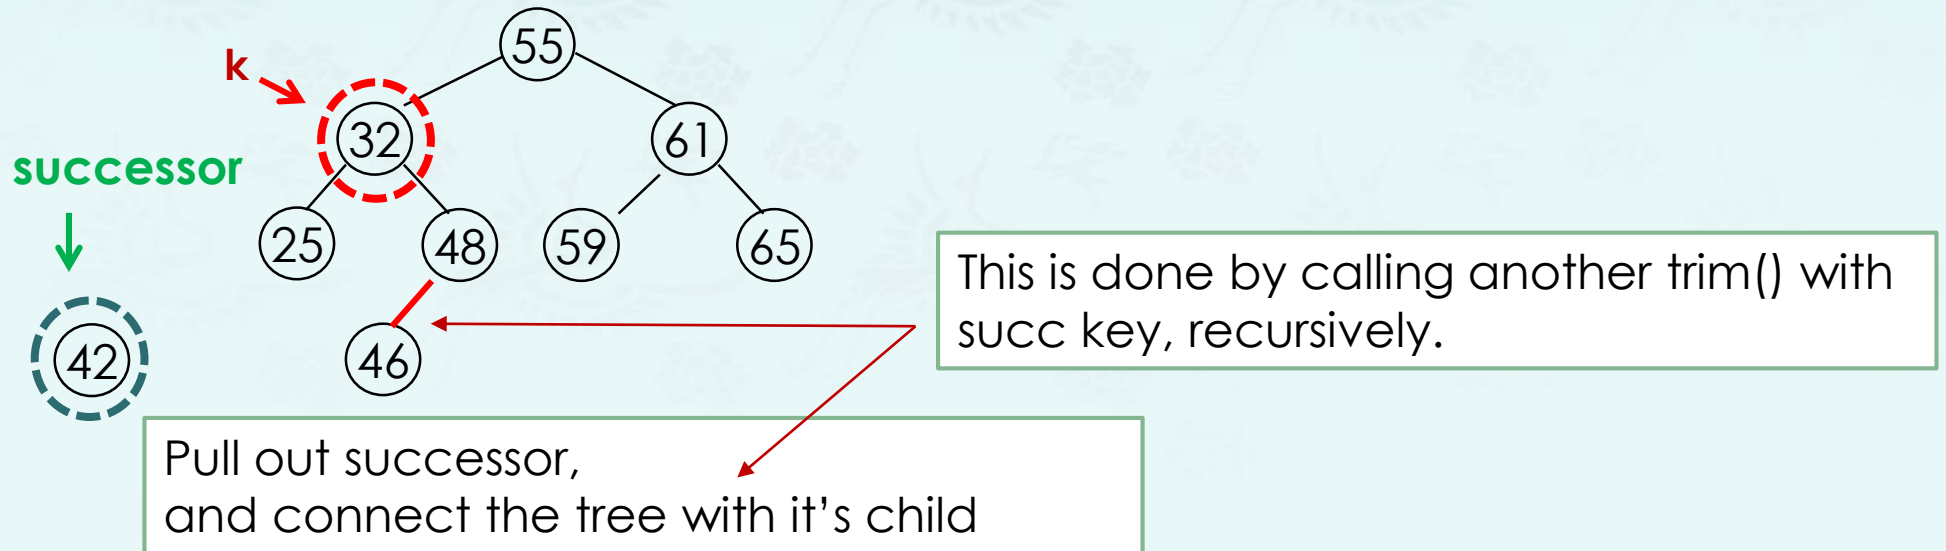 55
k
32
61
successor
25
48
59
65
42
46
This is done by calling another trim() with
succ key, recursively.
Pull out successor,
and connect the tree with it’s child